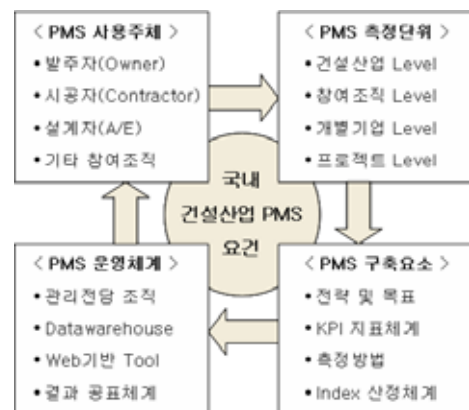 < PMS 사용주체 >
• 발주자(Owner)
• 시공자(Contractor)
• 설계자(A/E)
• 기타 참여조직
< PMS 측정단위 >
• 건설산업 Level
• 참여조직 Level
• 개별기업 Level
• 프로젝트 Level
국내
건설산업 PMS
요건
< PMS 운영체계 >
• 관리전담 조직
• Datawarehouse
• Web기반 Tool
• 결과 공표체계
< PMS 구축요소 >
• 전략 및 목표
• KPI 지표체계
• 측정방법
• Index 산정체계